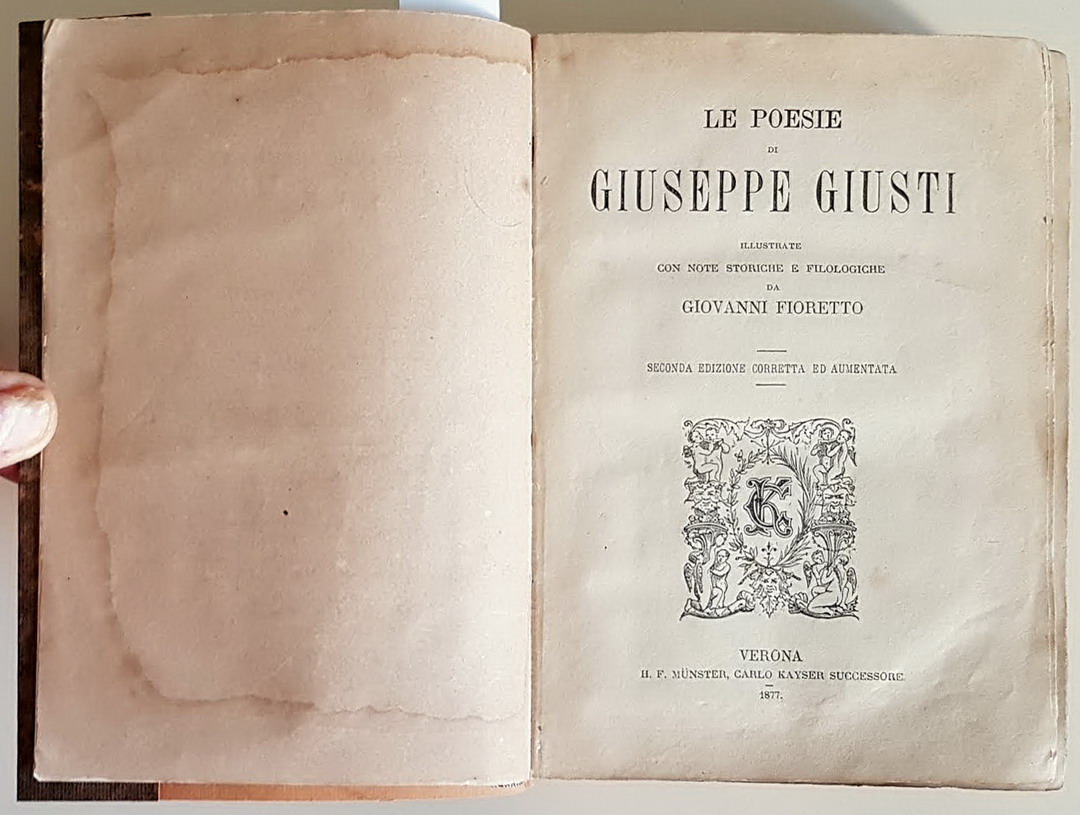 LE POESIE
DI
GIUSEPPE GIUSTI
ILLUSTRATE
CON NOTE STORICHE E FILOLOGICHE
DA
GIOVANNI FIORETTO
SECONDA EDIZIONE CORRETTA ED AUMENTATA
VERONA
H. F. MÜNSTER, CARLO KAYSER SUCCESSORE.
1877.